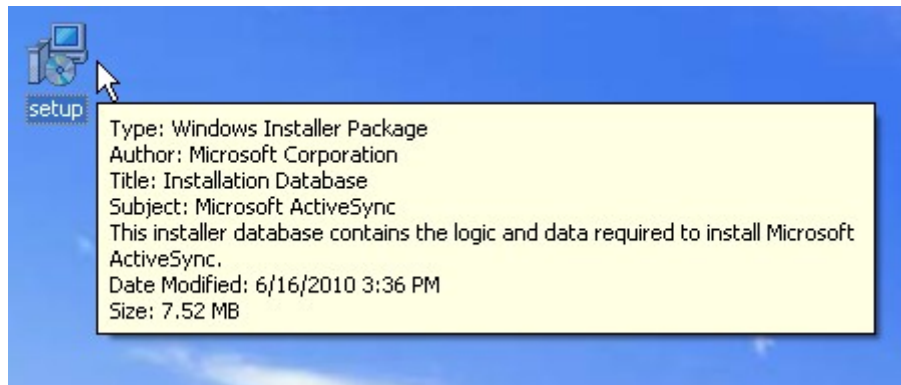 setup
Type: Windows Installer Package
Author: Microsoft Corporation
Title: Installation Database
Subject: Microsoft ActiveSync
This installer database contains the logic and data required to install Microsoft
ActiveSync.
Date Modified: 6/16/2010 3:36 PM
Size: 7.52 MB